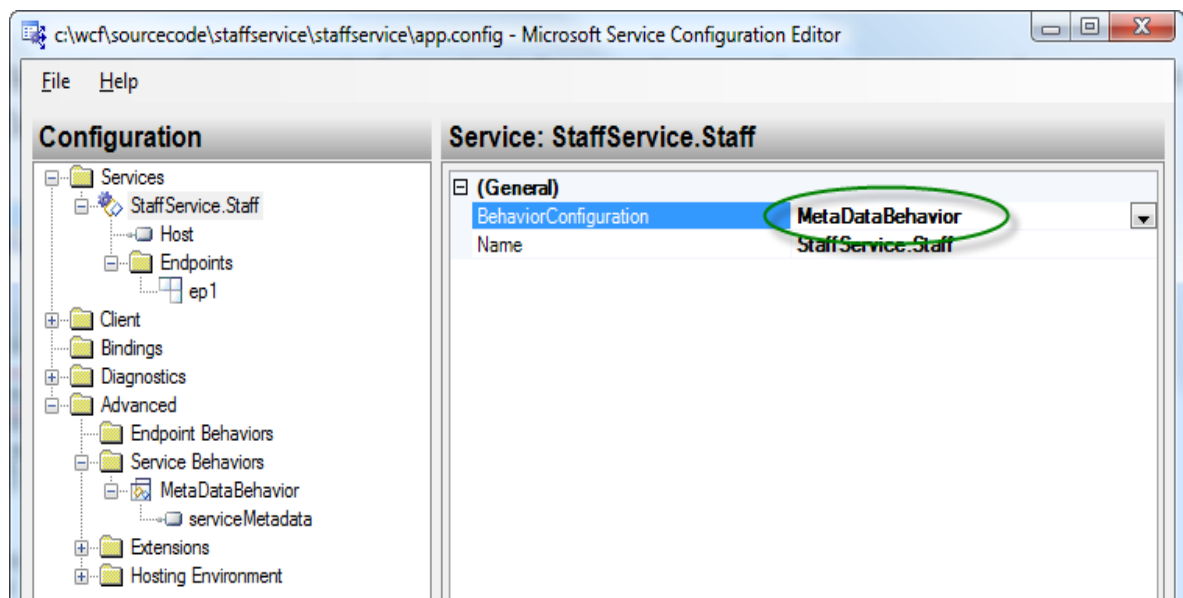 c:\wcf\sourcecode\staffservice\staffservice\app.config - Microsoft Service Configuration Editor
File Help
Configuration
Services
StaffService.Staff
Host
Endpoints
ep1
Client
Bindings
Diagnostics
Advanced
Endpoint Behaviors
Service Behaviors
MetaDataBehavior
serviceMetadata
Extensions
Hosting Environment
Service: StaffService.Staff
(General)
BehaviorConfiguration MetaDataBehavior
Name StaffService.Staff